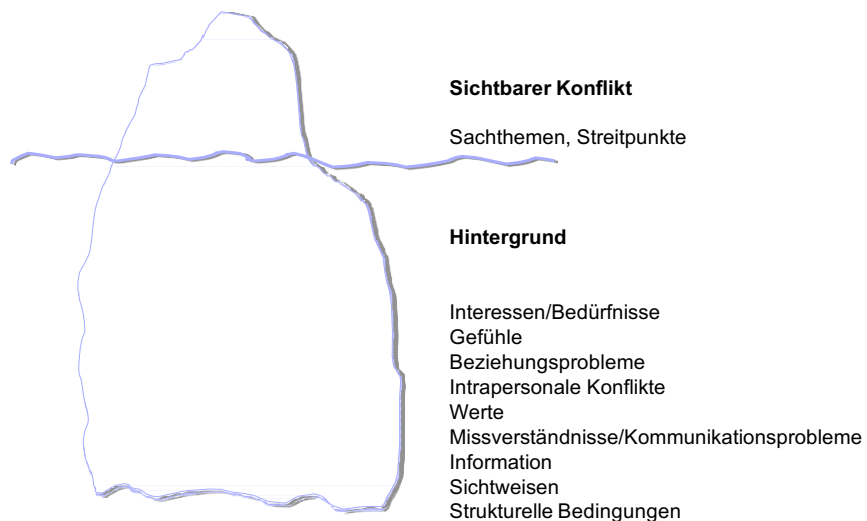 Sichtbarer Konflikt
Sachthemen, Streitpunkte
Hintergrund
Interessen/Bedürfnisse
Gefühle
Beziehungsprobleme
Intrapersonale Konflikte
Werte
Missverständnisse/Kommunikationsprobleme
Information
Sichtweisen
Strukturelle Bedingungen